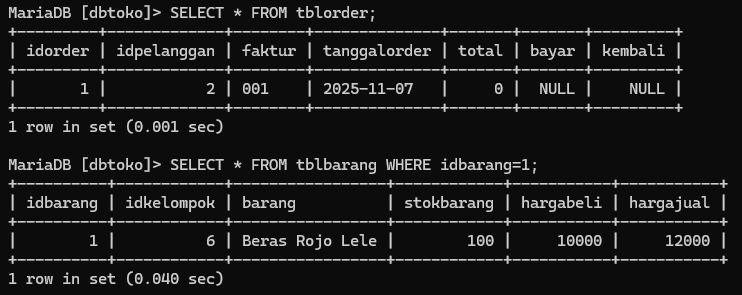 MariaDB [dbtoko]> SELECT * FROM tblorder;
+---------+-------------+--------+--------------+-------+-------+---------+
| idorder | idpelanggan | faktur | tanggalorder | total | bayar | kembali |
+---------+-------------+--------+--------------+-------+-------+---------+
|       1 |           2 | 001    | 2025-11-07   |     0 |  NULL |    NULL |
+---------+-------------+--------+--------------+-------+-------+---------+
1 row in set (0.001 sec)
MariaDB [dbtoko]> SELECT * FROM tblbarang WHERE idbarang=1;
+----------+------------+-----------------+------------+-----------+-----------+
| idbarang | idkelompok | barang          | stokbarang | hargabeli | hargajual |
+----------+------------+-----------------+------------+-----------+-----------+
|        1 |          6 | Beras Rojo Lele |        100 |     10000 |     12000 |
+----------+------------+-----------------+------------+-----------+-----------+
1 row in set (0.040 sec)